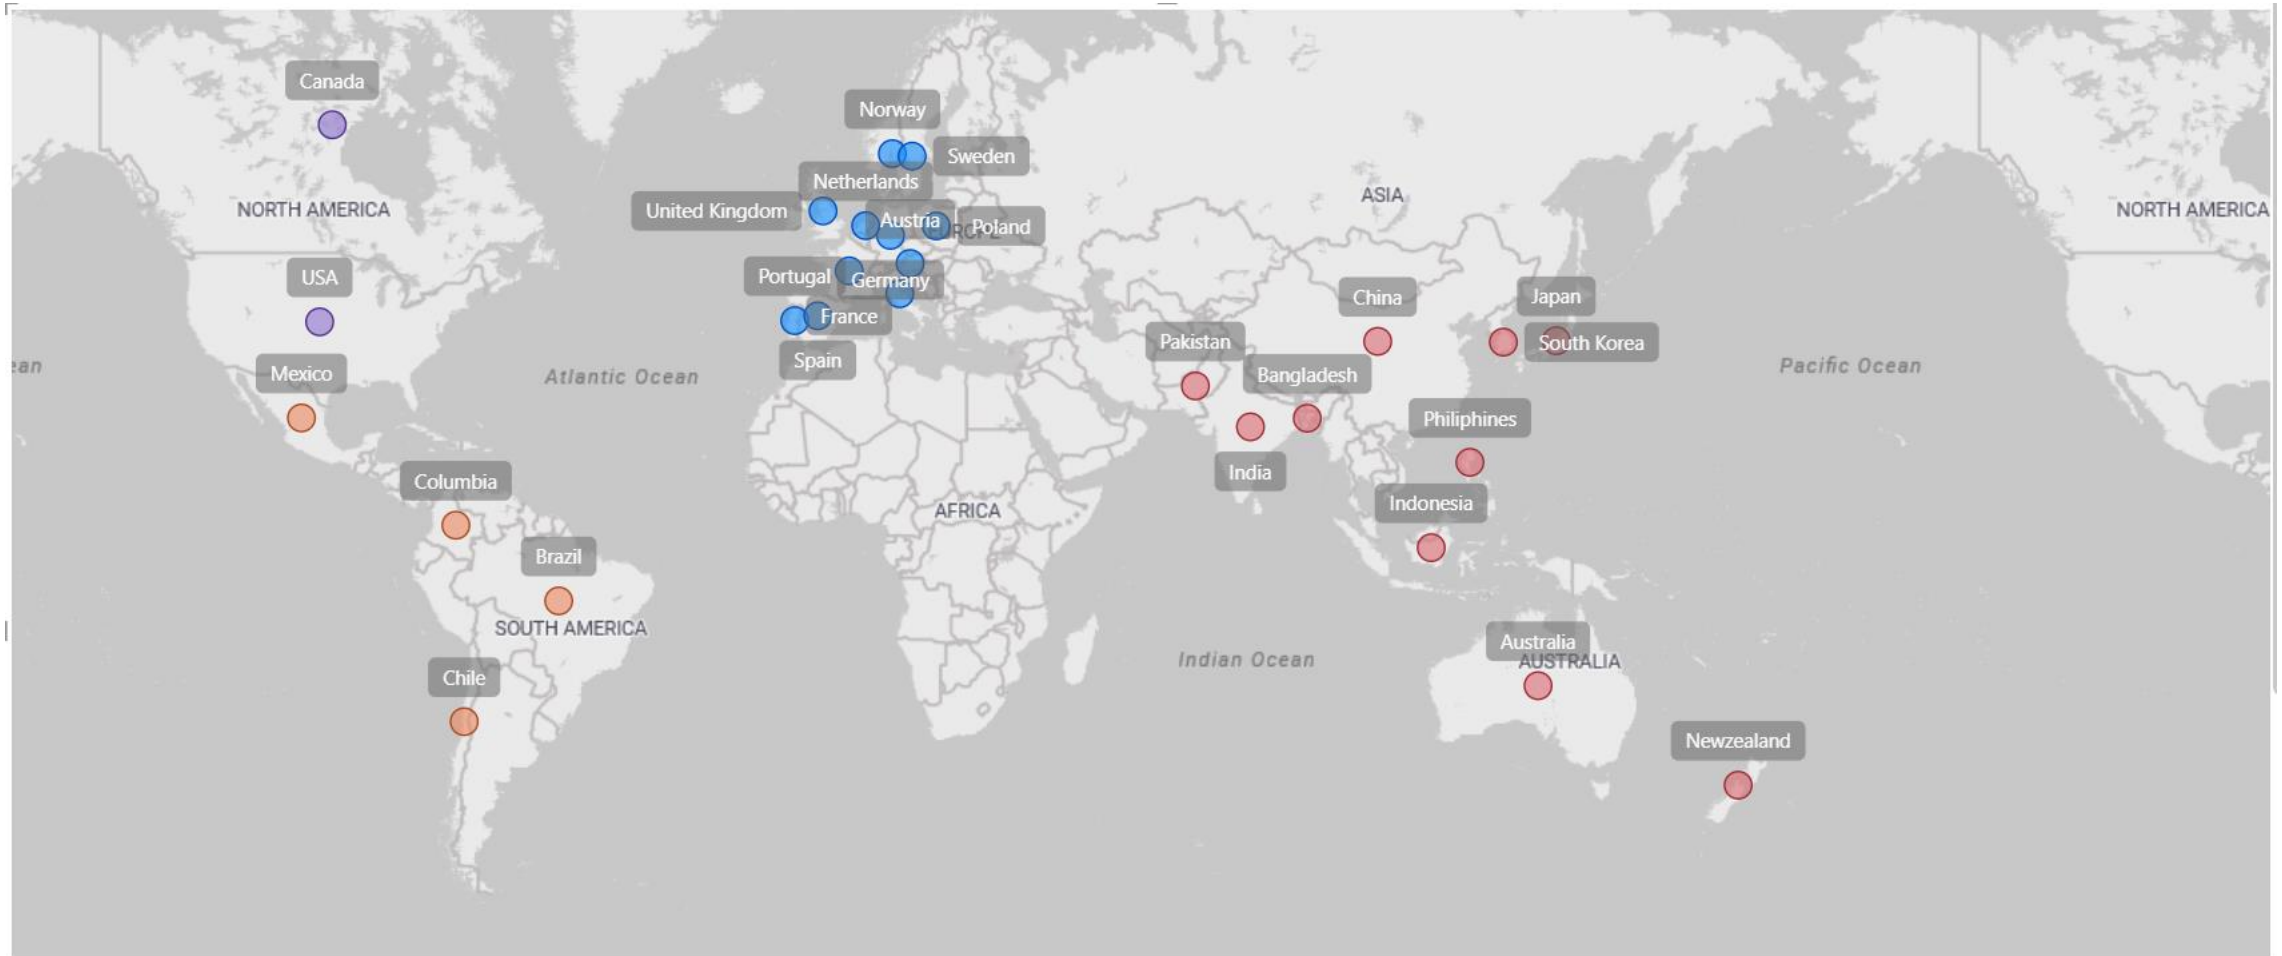 Canada
Norway
Sweden
Netherlands
ASIA
United Kingdom
NORTH AMERICA
NORTH AMERICA
Austria
Poland
USA
Portugal
Germany
China
Japan
France
Pakistan
South Korea
Spain
ean
Pacific Ocean
Mexico
Atlantic Ocean
Bangladesh
Philiphines
India
Columbia
Indonesia
AFRICA
Brazil
SOUTH AMERICA
Australia
AUSTRALIA
Indian Ocean
Chile
Newzealand